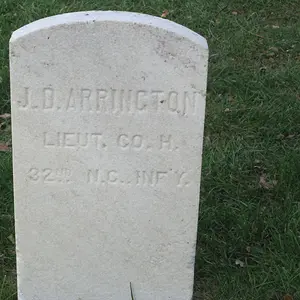 J.D. ARRINGTON
LIEUT. CO. H.
32ND N.C. INF'Y.